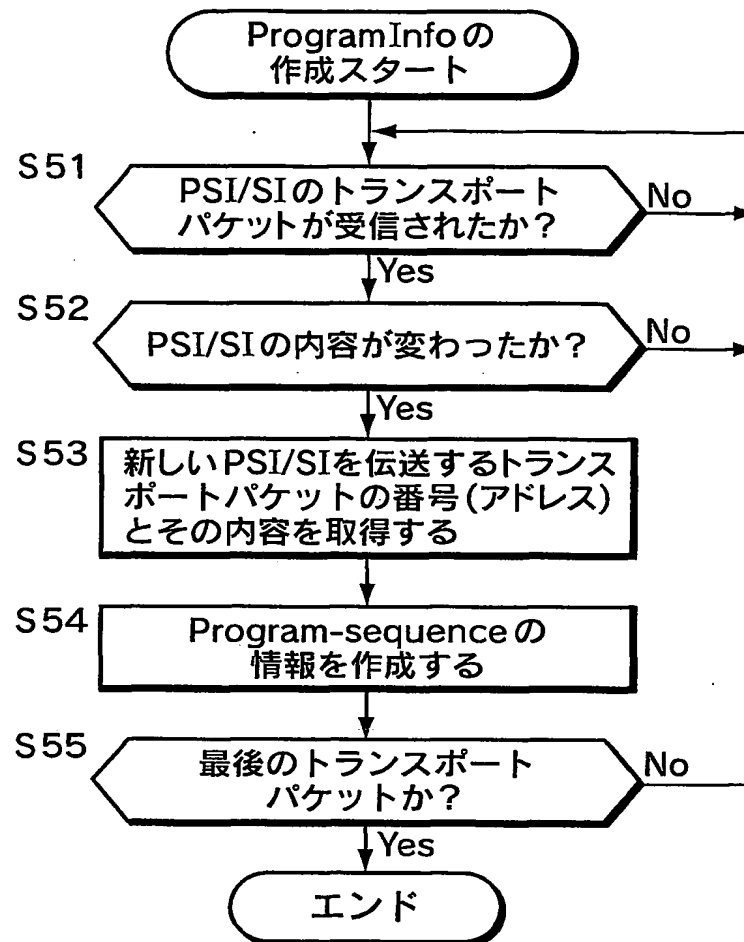 ProgramInfoの
作成スタート
S51
PSI/SIのトランスポート
パケットが受信されたか？
No
Yes
S52
PSI/SIの内容が変わったか？
No
Yes
S53
新しいPSI/SIを伝送するトランス
ポートパケットの番号(アドレス)
とその内容を取得する
S54
Program-sequenceの
情報を作成する
S55
最後のトランスポート
パケットか？
No
Yes
エンド